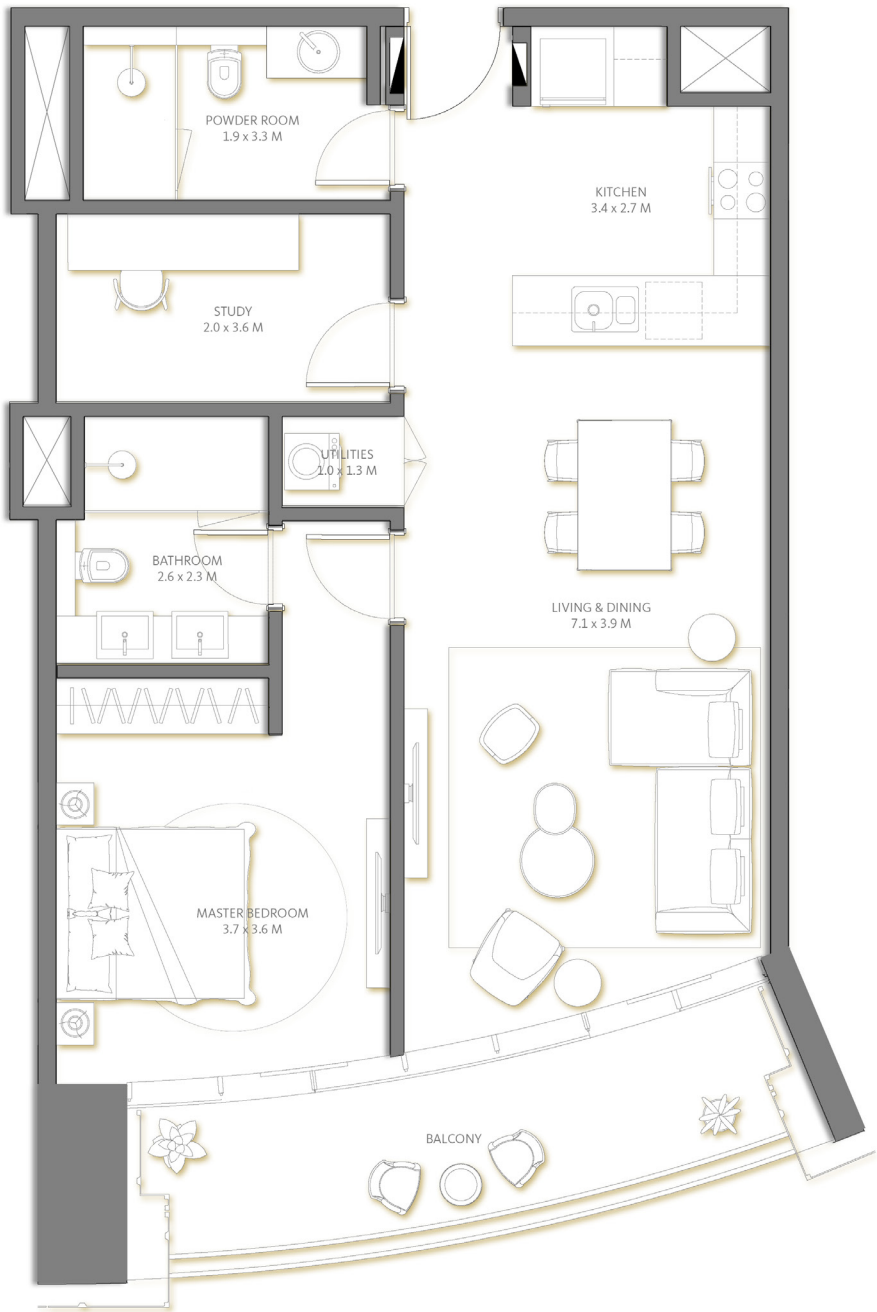 POWDER ROOM
1.9 x 3.3 M
KITCHEN
3.4 x 2.7 M
STUDY
2.0 x 3.6 M
UTILITIES
1.0 x 1.3 M
BATHROOM
2.6 x 2.3 M
LIVING & DINING
7.1 x 3.9 M
MASTER BEDROOM
3.7 x 3.6 M
BALCONY